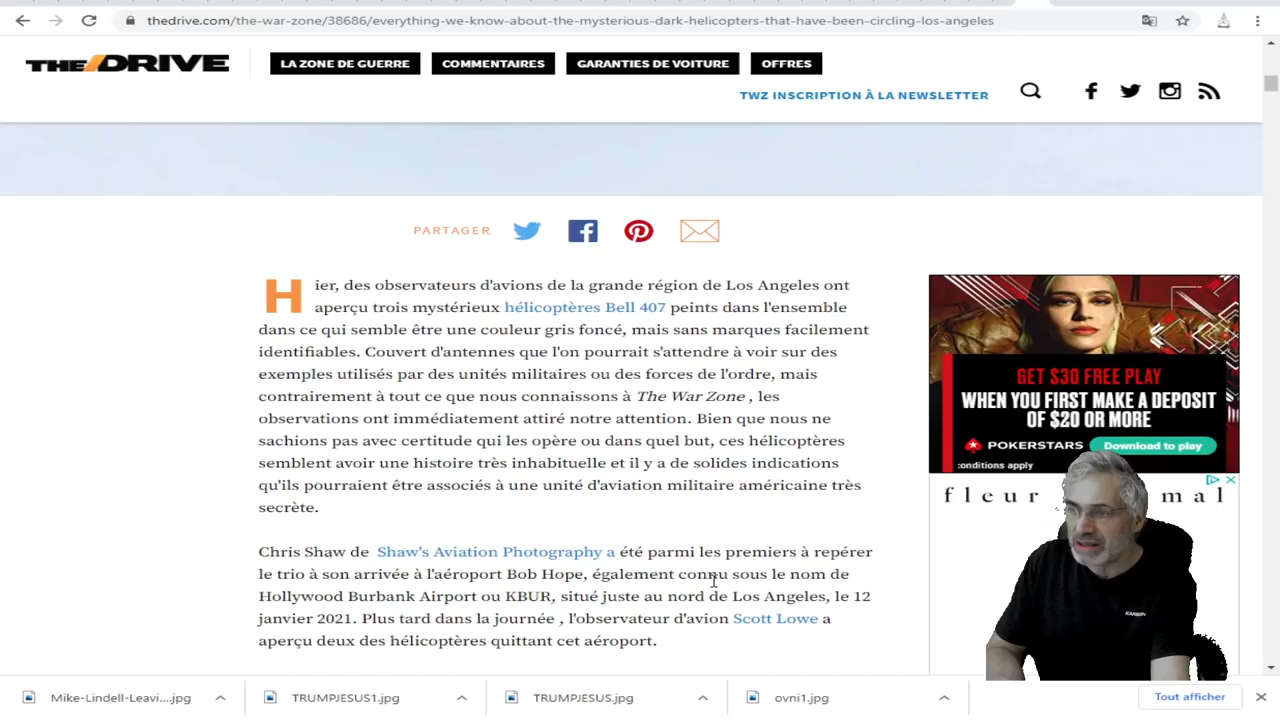 thedrive.com/the-war-zone/38686/everything-we-know-about-the-mysterious-dark-helicopters-that-have-been-circling-los-angeles
THE DRIVE
LA ZONE DE GUERRE
COMMENTAIRES
GARANTIES DE VOITURE
OFFRES
TWZ INSCRIPTION À LA NEWSLETTER
PARTAGER
Hier, des observateurs d'avions de la grande région de Los Angeles ont
aperçu trois mystérieux hélicoptères Bell 407 peints dans l'ensemble
dans ce qui semble être une couleur gris foncé, mais sans marques facilement
identifiables. Couvert d'antennes que l'on pourrait s'attendre à voir sur des
exemples utilisés par des unités militaires ou des forces de l'ordre, mais
contrairement à tout ce que nous connaissons à The War Zone , les
observations ont immédiatement attiré notre attention. Bien que nous ne
sachions pas avec certitude qui les opère ou dans quel but, ces hélicoptères
semblent avoir une histoire très inhabituelle et il y a de solides indications
qu'ils pourraient être associés à une unité d'aviation militaire américaine très
secrète.
Chris Shaw de Shaw's Aviation Photography a été parmi les premiers à repérer
le trio à son arrivée à l'aéroport Bob Hope, également connu sous le nom de
Hollywood Burbank Airport ou KBUR, situé juste au nord de Los Angeles, le 12
janvier 2021. Plus tard dans la journée , l'observateur d'avion Scott Lowe a
aperçu deux des hélicoptères quittant cet aéroport.
GET $30 FREE PLAY
WHEN YOU FIRST MAKE A DEPOSIT
OF $20 OR MORE
POKERSTARS
Download to play
conditions apply
fleur mal
Mike-Lindell-Leavi....jpg
TRUMPJESUS1.jpg
TRUMPJESUS.jpg
ovni1.jpg
Tout afficher